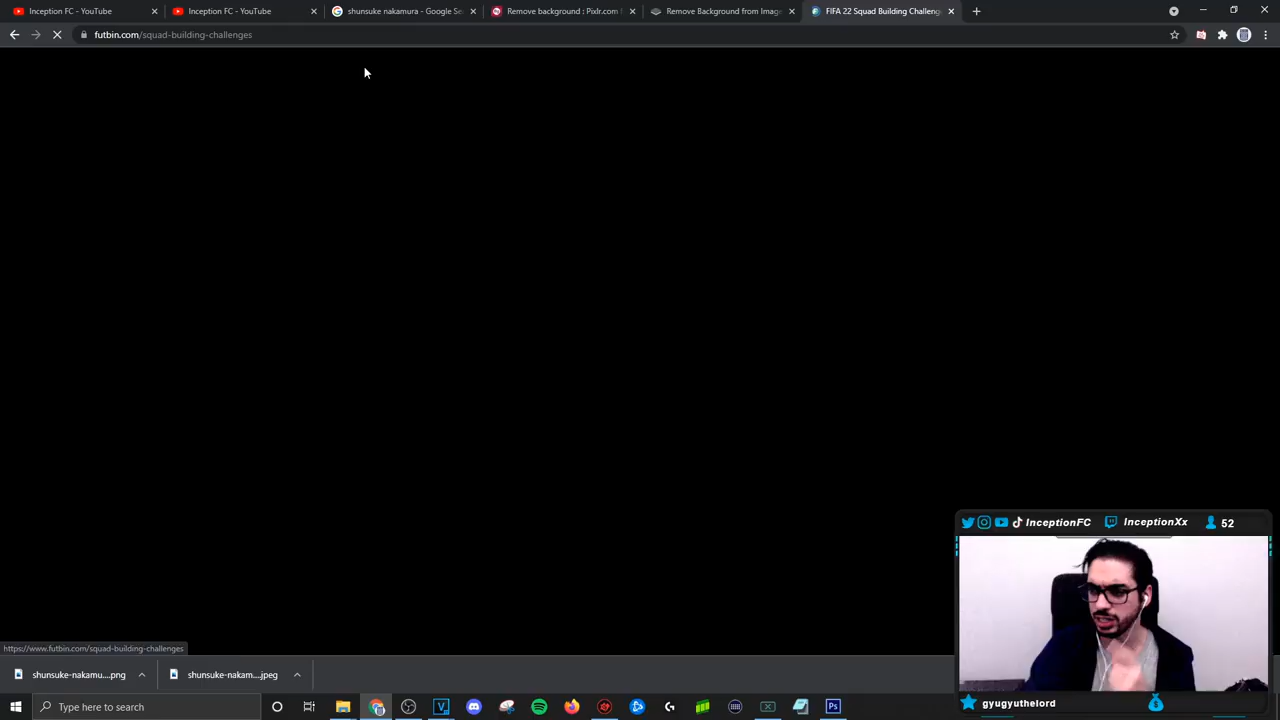 Inception FC - YouTube
Inception FC - YouTube
shunsuke nakamura - Google Se
Remove background : Pixlr.com f
Remove Background from Image
FIFA 22 Squad Building Challeng
futbin.com/squad-building-challenges
InceptionFC
InceptionXx
52
https://www.futbin.com/squad-building-challenges
shunsuke-nakamu....png
shunsuke-nakam....jpeg
gyugyuthelord
Type here to search
V
Ps